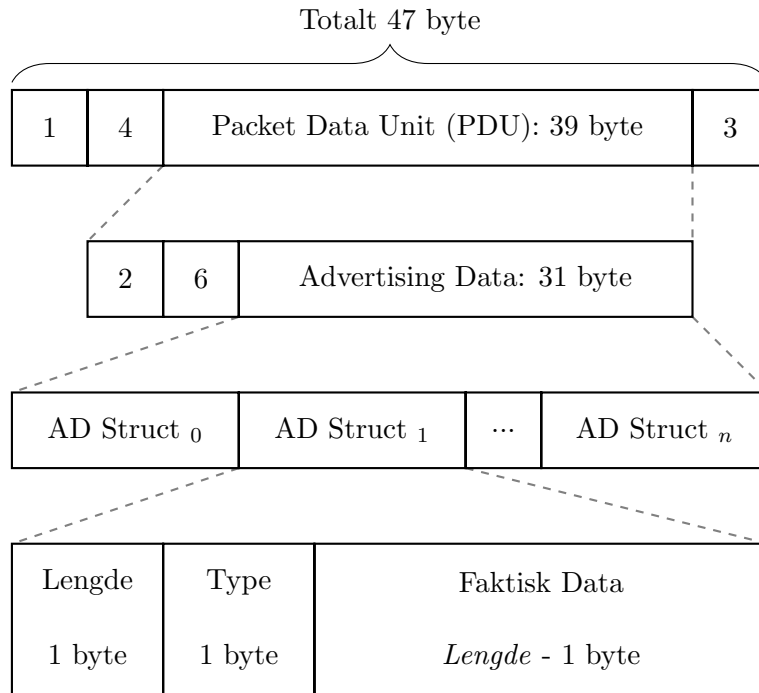 Totalt 47 byte
1 4 Packet Data Unit (PDU): 39 byte 3
2 6 Advertising Data: 31 byte
AD Struct 0 AD Struct 1 ... AD Struct n
Lengde Type Faktisk Data
1 byte 1 byte Lengde - 1 byte